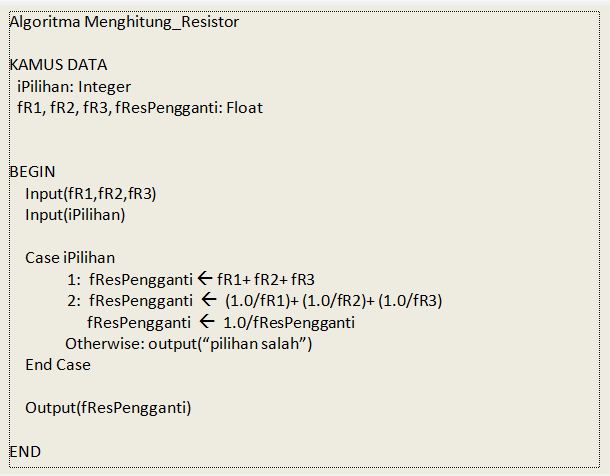 Algoritma Menghitung_Resistor
KAMUS DATA
iPilihan: Integer
fR1, fR2, fR3, fResPengganti: Float
BEGIN
Input(fR1,fR2,fR3)
Input(iPilihan)
Case iPilihan
1: fResPengganti ← fR1+ fR2+ fR3
2: fResPengganti ← (1.0/fR1)+ (1.0/fR2)+ (1.0/fR3)
fResPengganti ← 1.0/fResPengganti
Otherwise: output(“pilihan salah”)
End Case
Output(fResPengganti)
END